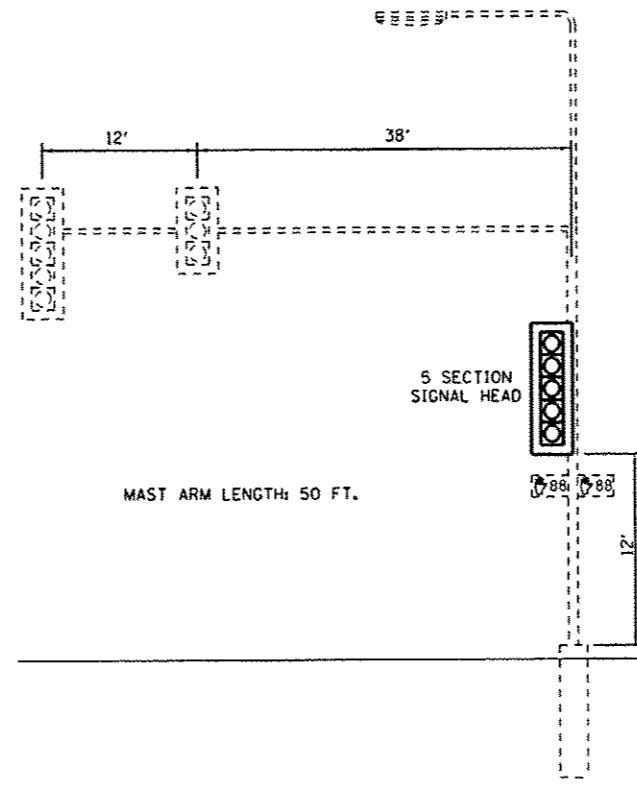 12'
38'
5 SECTION
SIGNAL HEAD
88 88
MAST ARM LENGTH: 50 FT.
12'